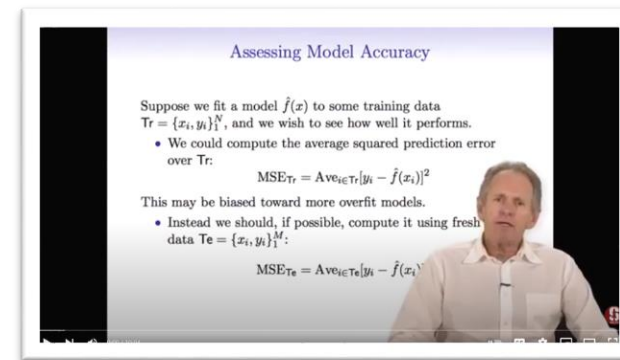 Assessing Model Accuracy
Suppose we fit a model f̂(x) to some training data
Tr = {xᵢ, yᵢ}₁ᴺ, and we wish to see how well it performs.
• We could compute the average squared prediction error
over Tr:
MSE_Tr = Ave_{i∈Tr}[yᵢ − f̂(xᵢ)]²
This may be biased toward more overfit models.
• Instead we should, if possible, compute it using fresh
data Te = {xᵢ, yᵢ}₁ᴹ:
MSE_Te = Ave_{i∈Te}[yᵢ − f̂(xᵢ)